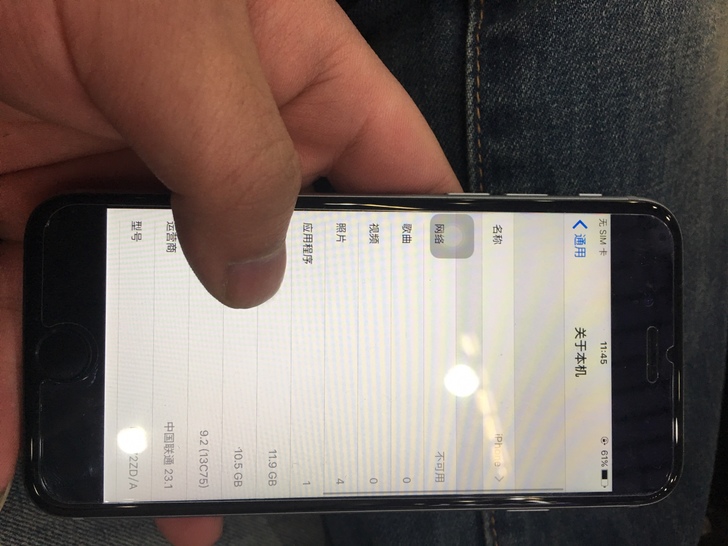 无 SIM 卡 11:45 61%
通用 关于本机
名称
网络 不可用
歌曲 0
视频 0
照片 4
应用程序 1
11.9 GB
10.5 GB
9.2 (13C75)
运营商 中国联通 23.1
型号 2ZD/A